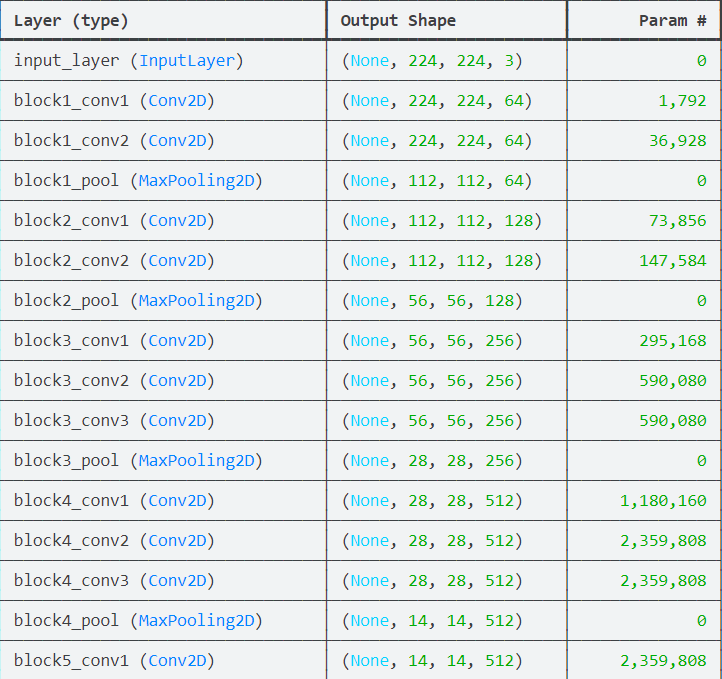 Layer (type) Output Shape Param #
input_layer (InputLayer) (None, 224, 224, 3) 0
block1_conv1 (Conv2D) (None, 224, 224, 64) 1,792
block1_conv2 (Conv2D) (None, 224, 224, 64) 36,928
block1_pool (MaxPooling2D) (None, 112, 112, 64) 0
block2_conv1 (Conv2D) (None, 112, 112, 128) 73,856
block2_conv2 (Conv2D) (None, 112, 112, 128) 147,584
block2_pool (MaxPooling2D) (None, 56, 56, 128) 0
block3_conv1 (Conv2D) (None, 56, 56, 256) 295,168
block3_conv2 (Conv2D) (None, 56, 56, 256) 590,080
block3_conv3 (Conv2D) (None, 56, 56, 256) 590,080
block3_pool (MaxPooling2D) (None, 28, 28, 256) 0
block4_conv1 (Conv2D) (None, 28, 28, 512) 1,180,160
block4_conv2 (Conv2D) (None, 28, 28, 512) 2,359,808
block4_conv3 (Conv2D) (None, 28, 28, 512) 2,359,808
block4_pool (MaxPooling2D) (None, 14, 14, 512) 0
block5_conv1 (Conv2D) (None, 14, 14, 512) 2,359,808